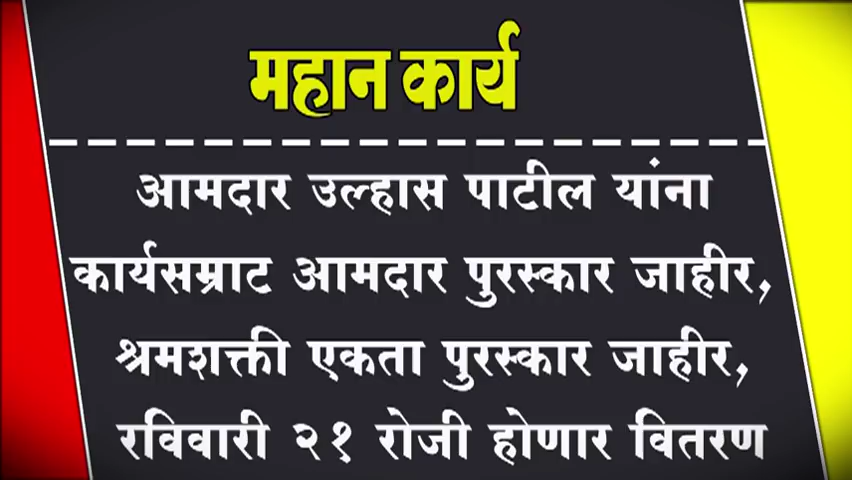 महान कार्य
आमदार उल्हास पाटील यांना
कार्यसम्राट आमदार पुरस्कार जाहीर,
श्रमशक्ती एकता पुरस्कार जाहीर,
रविवारी २१ रोजी होणार वितरण